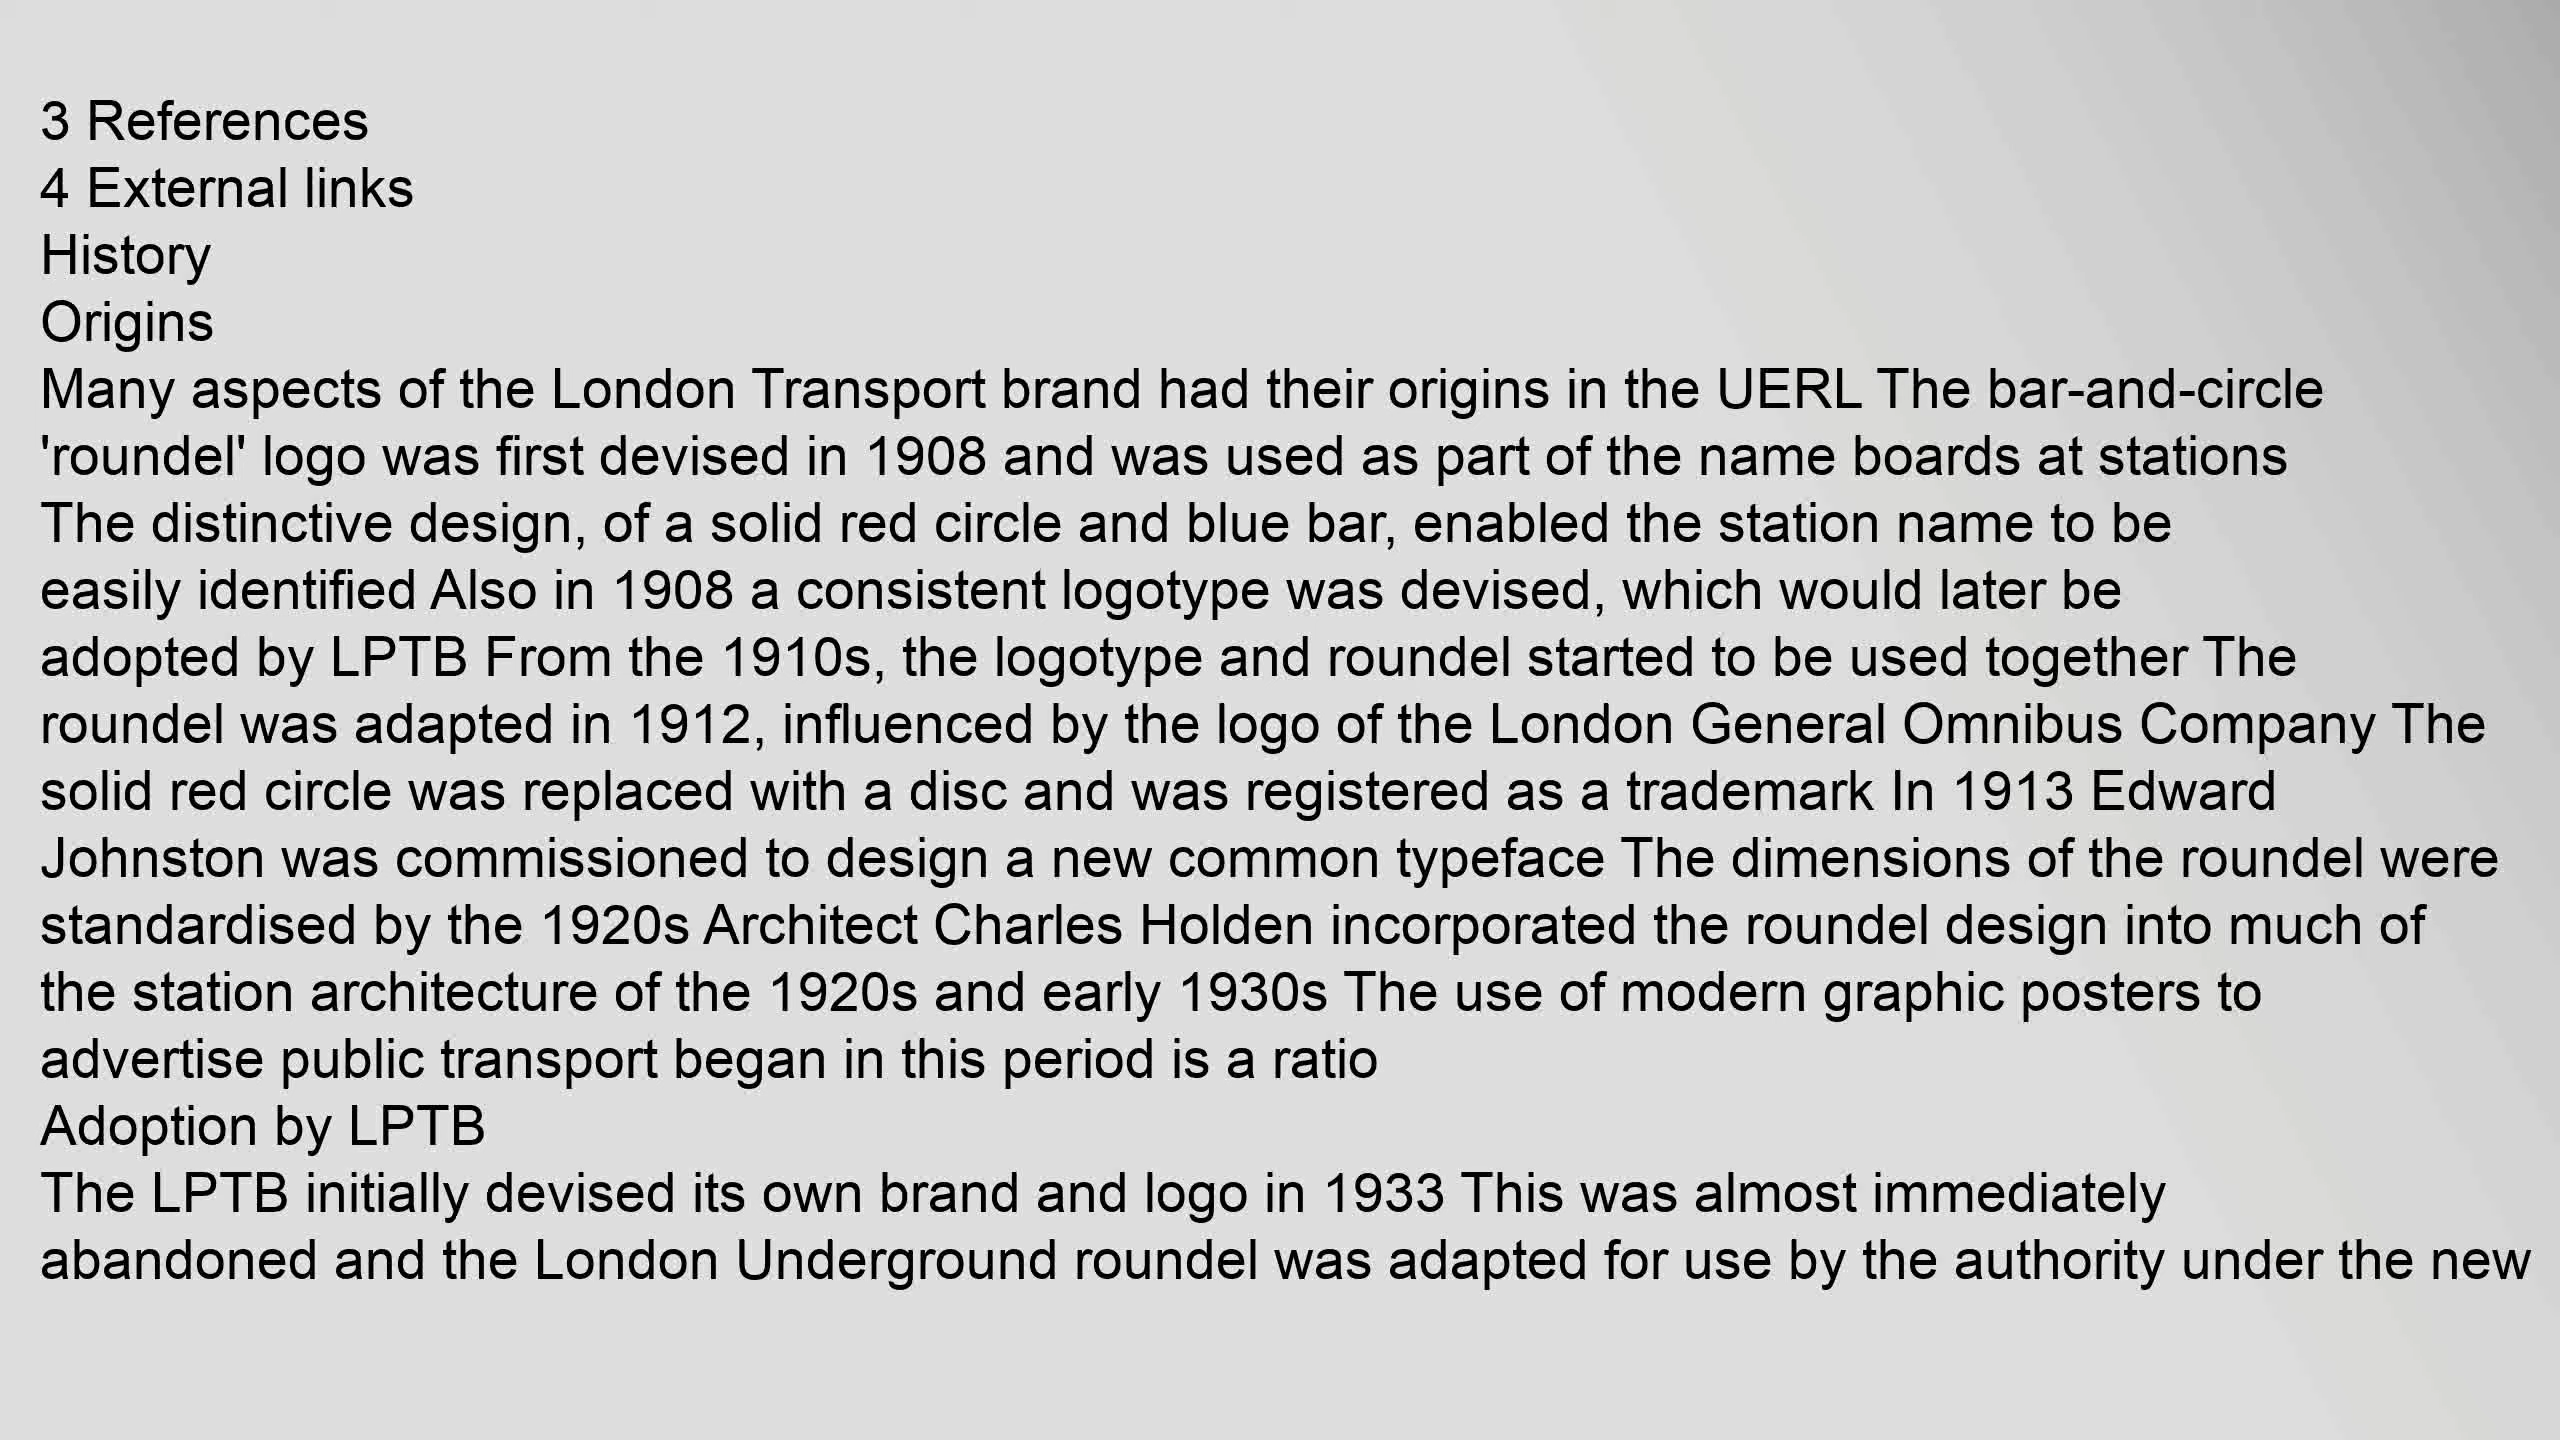 3 References
4 External links
History
Origins
Many aspects of the London Transport brand had their origins in the UERL The bar-and-circle
'roundel' logo was first devised in 1908 and was used as part of the name boards at stations
The distinctive design, of a solid red circle and blue bar, enabled the station name to be
easily identified Also in 1908 a consistent logotype was devised, which would later be
adopted by LPTB From the 1910s, the logotype and roundel started to be used together The
roundel was adapted in 1912, influenced by the logo of the London General Omnibus Company The
solid red circle was replaced with a disc and was registered as a trademark In 1913 Edward
Johnston was commissioned to design a new common typeface The dimensions of the roundel were
standardised by the 1920s Architect Charles Holden incorporated the roundel design into much of
the station architecture of the 1920s and early 1930s The use of modern graphic posters to
advertise public transport began in this period is a ratio
Adoption by LPTB
The LPTB initially devised its own brand and logo in 1933 This was almost immediately
abandoned and the London Underground roundel was adapted for use by the authority under the new